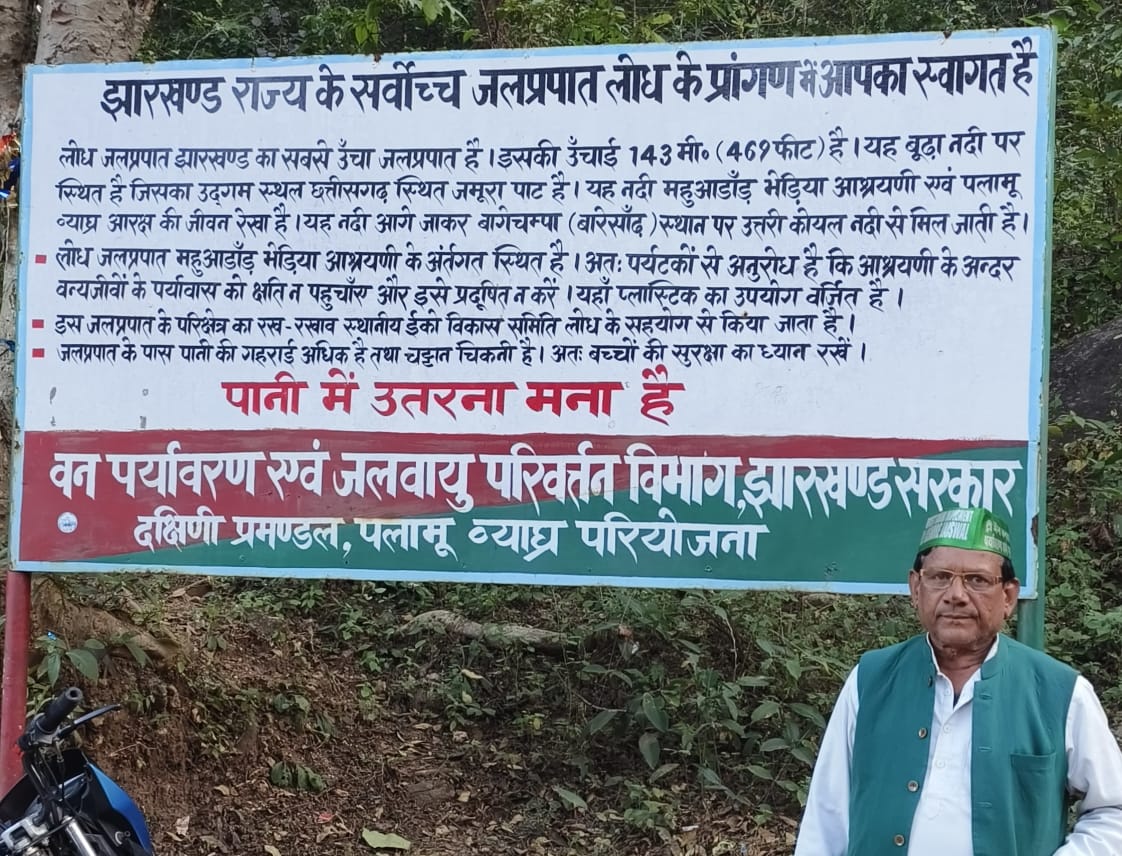 झारखण्ड राज्य के सर्वोच्च जलप्रपात लोध के प्रांगण में आपका स्वागत है
लोध जलप्रपात झारखण्ड का सबसे उँचा जलप्रपात है। इसकी उँचाई 143 मी० (469 फीट) है। यह बूढ़ा नदी पर
स्थित है जिसका उद्गम स्थल छत्तीसगढ़ स्थित जमूरा पाट है। यह नदी महुआडाँड़ भेड़िया आश्रयणी एवं पलामू
व्याघ्र आरक्ष की जीवन रेखा है। यह नदी आगे जाकर बागेचम्पा (बारेसाँढ़) स्थान पर उत्तरी कोयल नदी से मिल जाती है।
लोध जलप्रपात महुआडाँड़ भेड़िया आश्रयणी के अंर्तगत स्थित है। अतः पर्यटकों से अनुरोध है कि आश्रयणी के अन्दर
वन्यजीवों के पर्यावास को क्षति न पहुचाँए और इसे प्रदूषित न करें। यहाँ प्लास्टिक का उपयोग वर्जित है।
इस जलप्रपात के परिक्षेत्र का रख-रखाव स्थानीय ईको विकास समिति लोध के सहयोग से किया जाता है।
जलप्रपात के पास पानी की गहराई अधिक है तथा चट्टान चिकनी है। अतः बच्चों की सुरक्षा का ध्यान रखें।
पानी में उतरना मना है
वन पर्यावरण एवं जलवायु परिवर्त्तन विभाग, झारखण्ड सरकार
दक्षिणी प्रमण्डल, पलामू व्याघ्र परियोजना